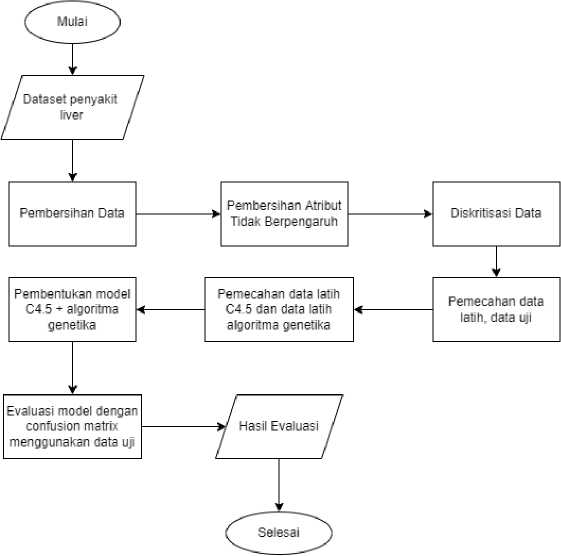 Mulai
Dataset penyakit
liver
Pembersihan Data
Pembersihan Atribut
Tidak Berpengaruh
Diskritisasi Data
Pemecahan data
latih, data uji
Pemecahan data latih
C4.5 dan data latih
algoritma genetika
Pembentukan model
C4.5 + algoritma
genetika
Evaluasi model dengan
confusion matrix
menggunakan data uji
Hasil Evaluasi
Selesai